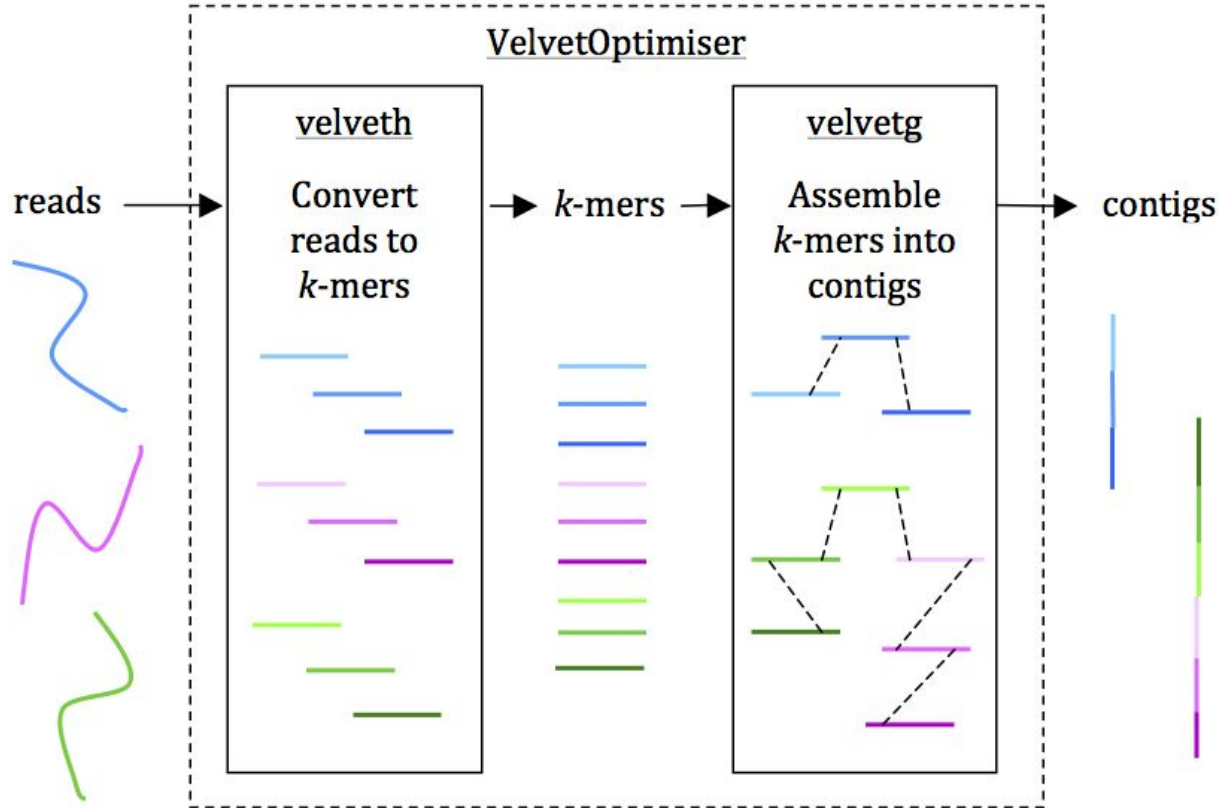 VelvetOptimiser
velveth
velvetg
reads
Convert
reads to
k-mers
k-mers
Assemble
k-mers into
contigs
contigs